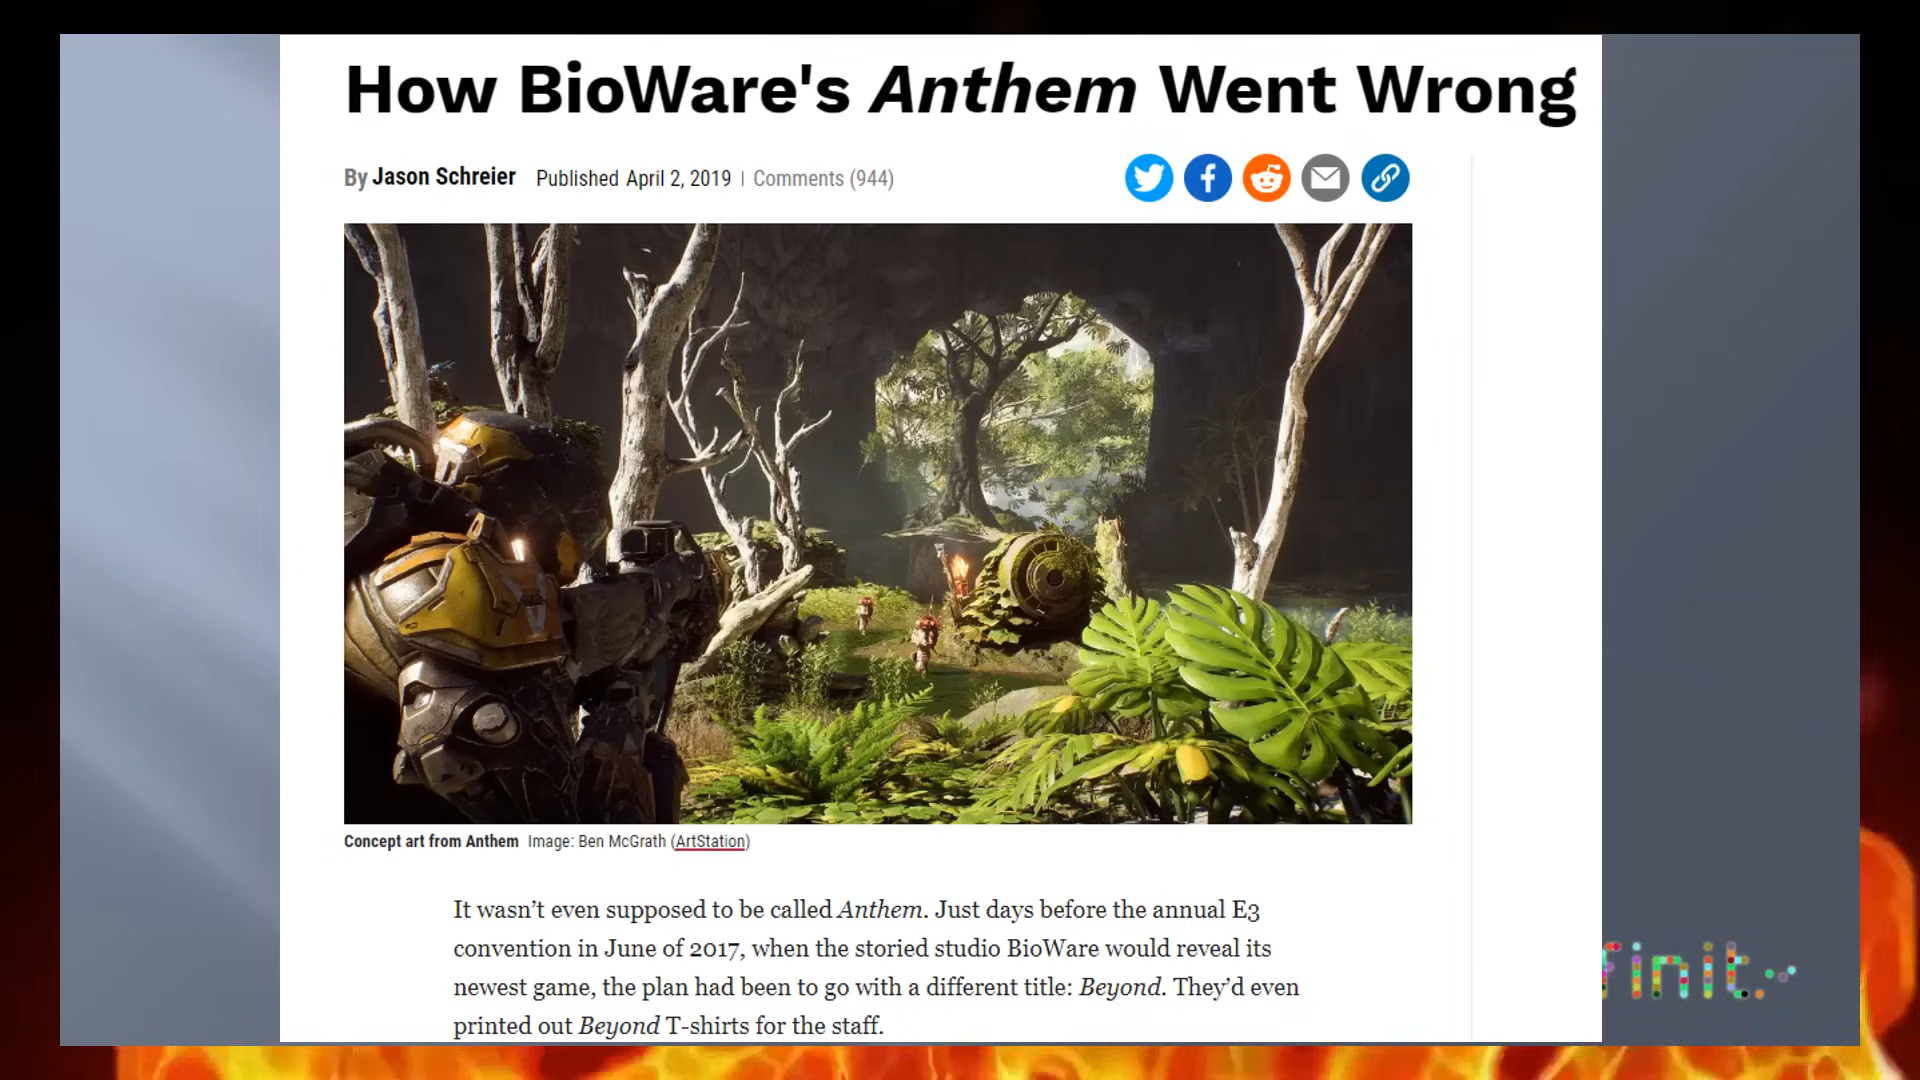 How BioWare's Anthem Went Wrong
By Jason Schreier Published April 2, 2019 | Comments (944)
Concept art from Anthem Image: Ben McGrath (ArtStation)
It wasn’t even supposed to be called Anthem. Just days before the annual E3
convention in June of 2017, when the storied studio BioWare would reveal its
newest game, the plan had been to go with a different title: Beyond. They’d even
printed out Beyond T-shirts for the staff.
finit